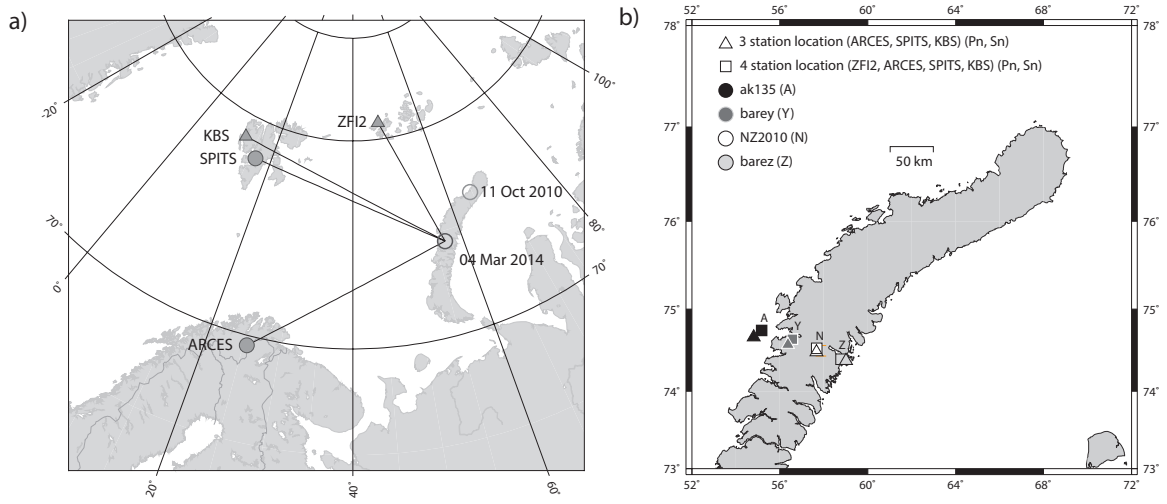 a)
-20˚
100˚
KBS
ZFI2
SPITS
11 Oct 2010
70˚
80˚
04 Mar 2014
70˚
0˚
ARCES
20˚
40˚
60˚
b)
56˚ 60˚ 64˚ 68˚ 72˚
78˚ 78˚
3 station location (ARCES, SPITS, KBS) (Pn, Sn)
4 station location (ZFI2, ARCES, SPITS, KBS) (Pn, Sn)
ak135 (A)
barey (Y)
77˚ 77˚
NZ2010 (N)
barez (Z)
50 km
76˚ 76˚
75˚ 75˚
A
Y
N
Z
74˚ 74˚
73˚ 73˚
56˚ 60˚ 64˚ 68˚ 72˚